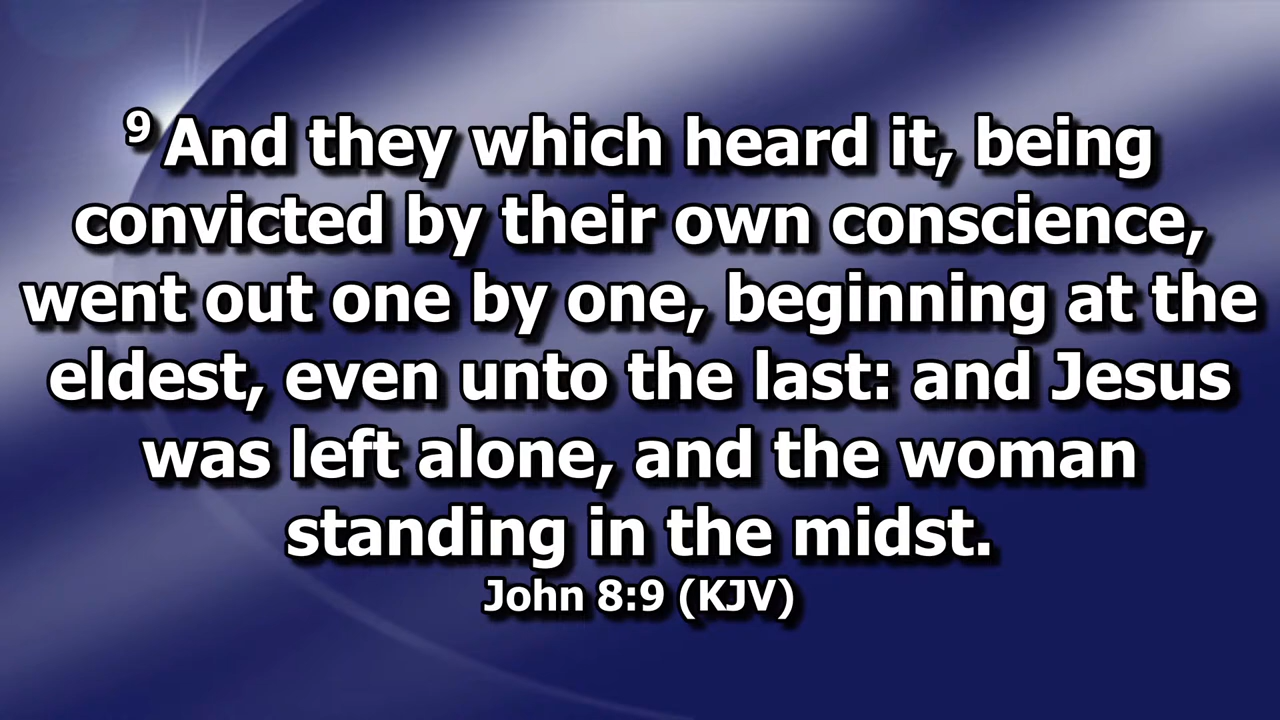 9 And they which heard it, being
convicted by their own conscience,
went out one by one, beginning at the
eldest, even unto the last: and Jesus
was left alone, and the woman
standing in the midst.
John 8:9 (KJV)